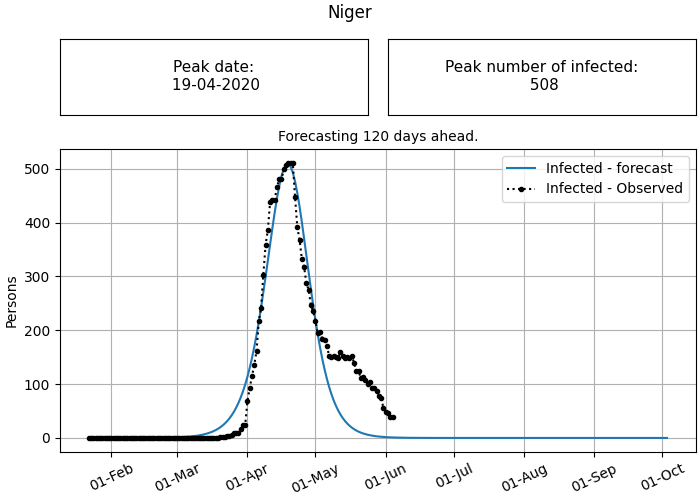 Niger
Peak date:
19-04-2020
Peak number of infected:
508
Forecasting 120 days ahead.
Infected - forecast
Infected - Observed
500
400
300
200
100
0
Persons
01-Feb
01-Mar
01-Apr
01-May
01-Jun
01-Jul
01-Aug
01-Sep
01-Oct